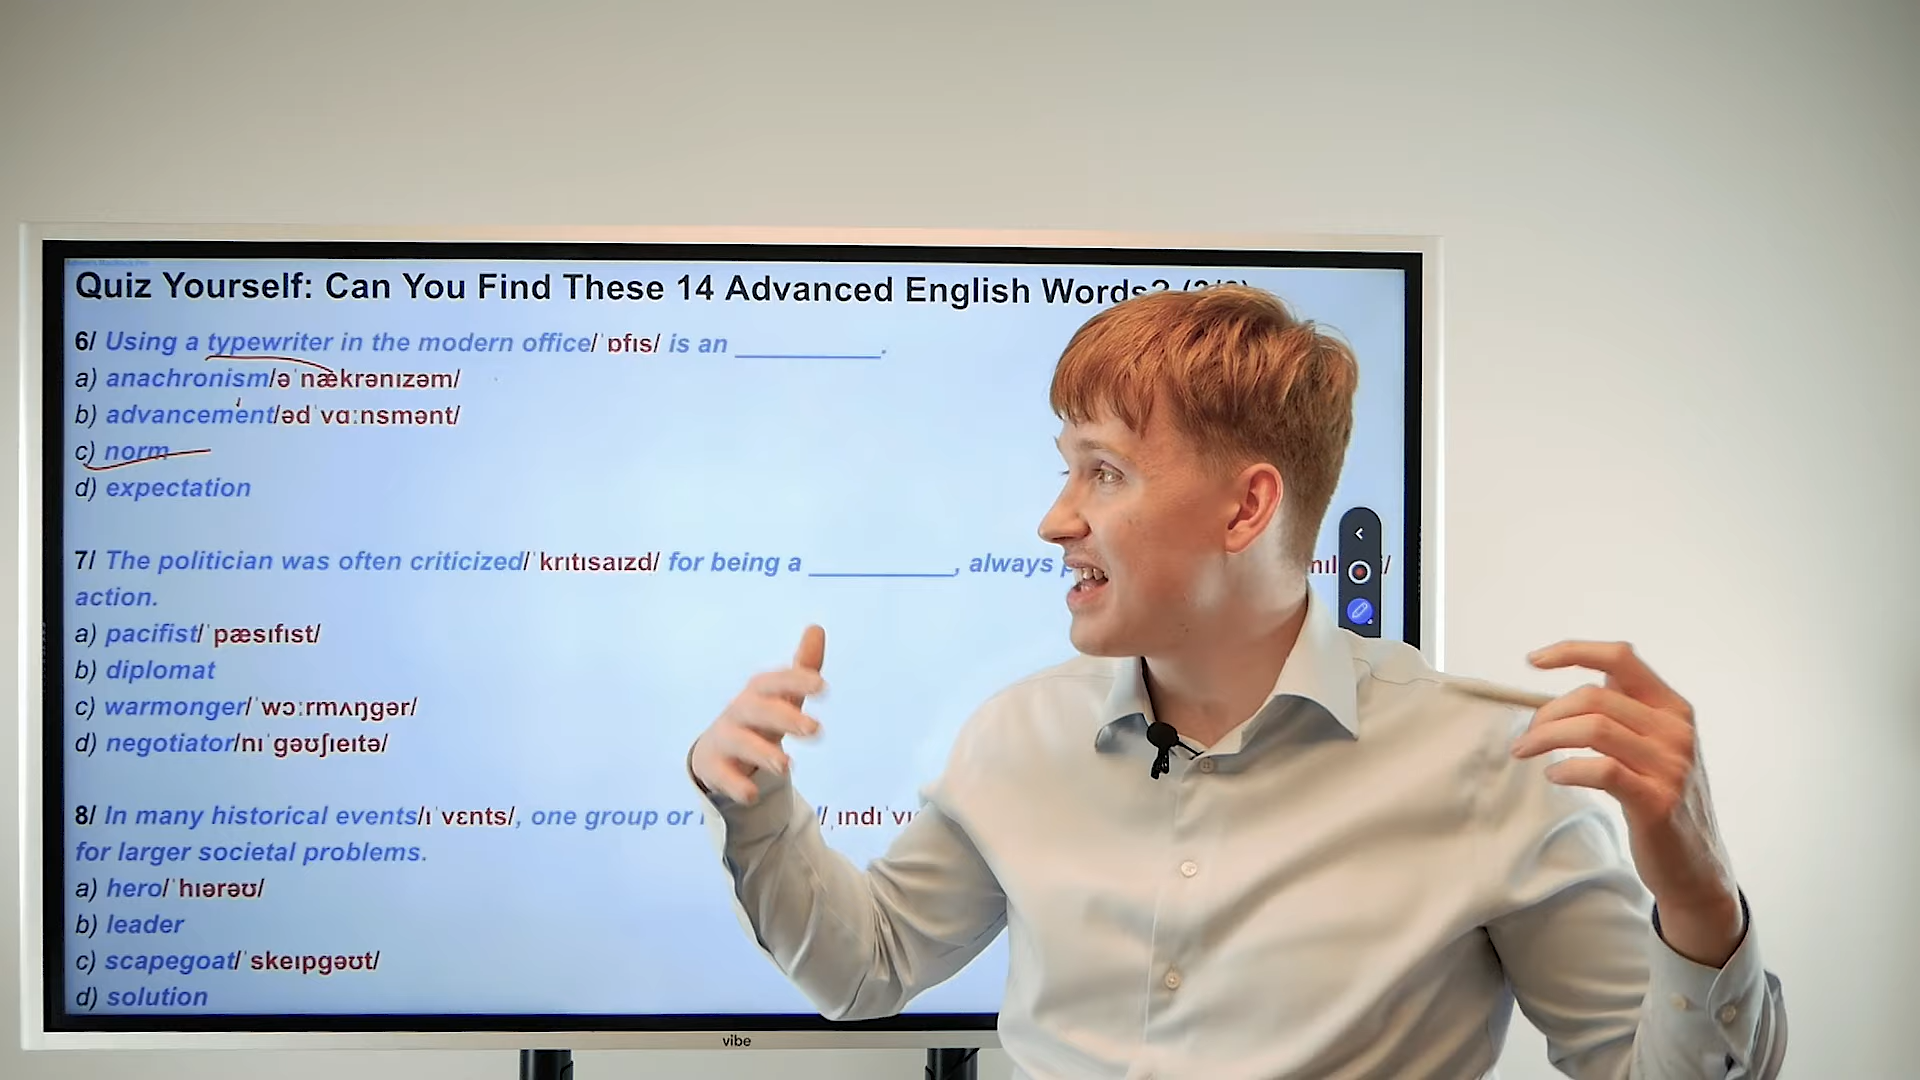 Quiz Yourself: Can You Find These 14 Advanced English Words?
6/ Using a typewriter in the modern office/ˈɒfɪs/ is an __________.
a) anachronism/əˈnækrənɪzəm/
b) advancement/ədˈvɑːnsmənt/
c) norm
d) expectation
7/ The politician was often criticized/ˈkrɪtɪsaɪzd/ for being a __________, always
action.
a) pacifist/ˈpæsɪfɪst/
b) diplomat
c) warmonger/ˈwɔːrmʌŋgər/
d) negotiator/nɪˈgəʊʃɪeɪtə/
8/ In many historical events/ɪˈvɛnts/, one group or
for larger societal problems.
a) hero/ˈhɪərəʊ/
b) leader
c) scapegoat/ˈskeɪpgəʊt/
d) solution
vibe